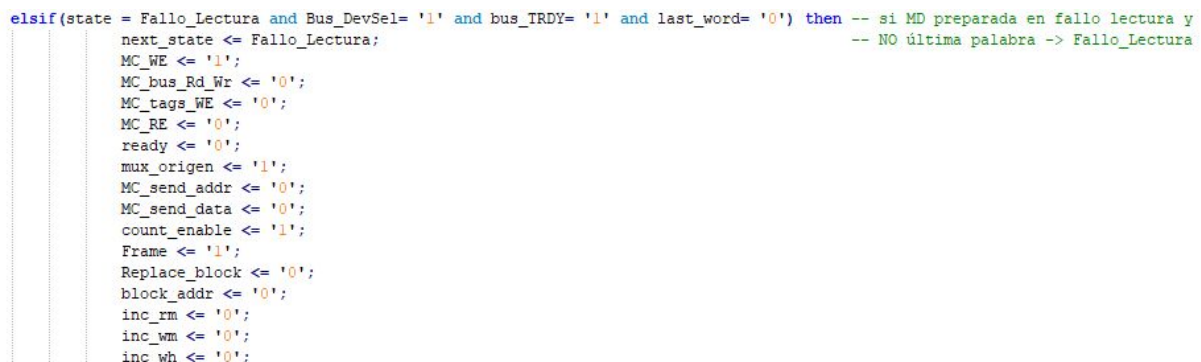 elsif(state = Fallo_Lectura and Bus_DevSel= '1' and bus_TRDY= '1' and last_word= '0') then -- si MD preparada en fallo lectura y
next_state <= Fallo_Lectura; -- NO última palabra -> Fallo_Lectura
MC_WE <= '1';
MC_bus_Rd_Wr <= '0';
MC_tags_WE <= '0';
MC_RE <= '0';
ready <= '0';
mux_origen <= '1';
MC_send_addr <= '0';
MC_send_data <= '0';
count_enable <= '1';
Frame <= '1';
Replace_block <= '0';
block_addr <= '0';
inc_rm <= '0';
inc_wm <= '0';
inc_wh <= '0';